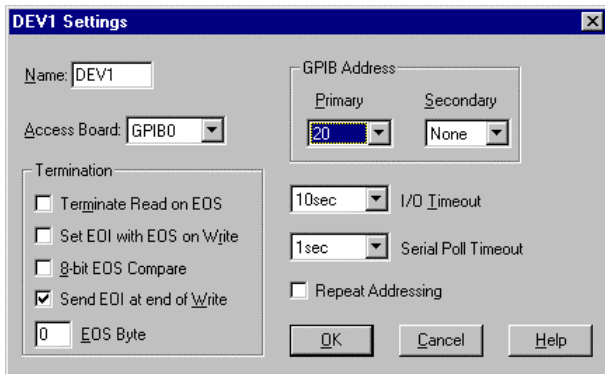 DEV1 Settings
Name: DEV1
Access Board: GPIB0
GPIB Address
Primary Secondary
20 None
Termination
Terminate Read on EOS
Set EOI with EOS on Write
8-bit EOS Compare
Send EOI at end of Write
0 EOS Byte
10sec I/O Timeout
1sec Serial Poll Timeout
Repeat Addressing
OK Cancel Help